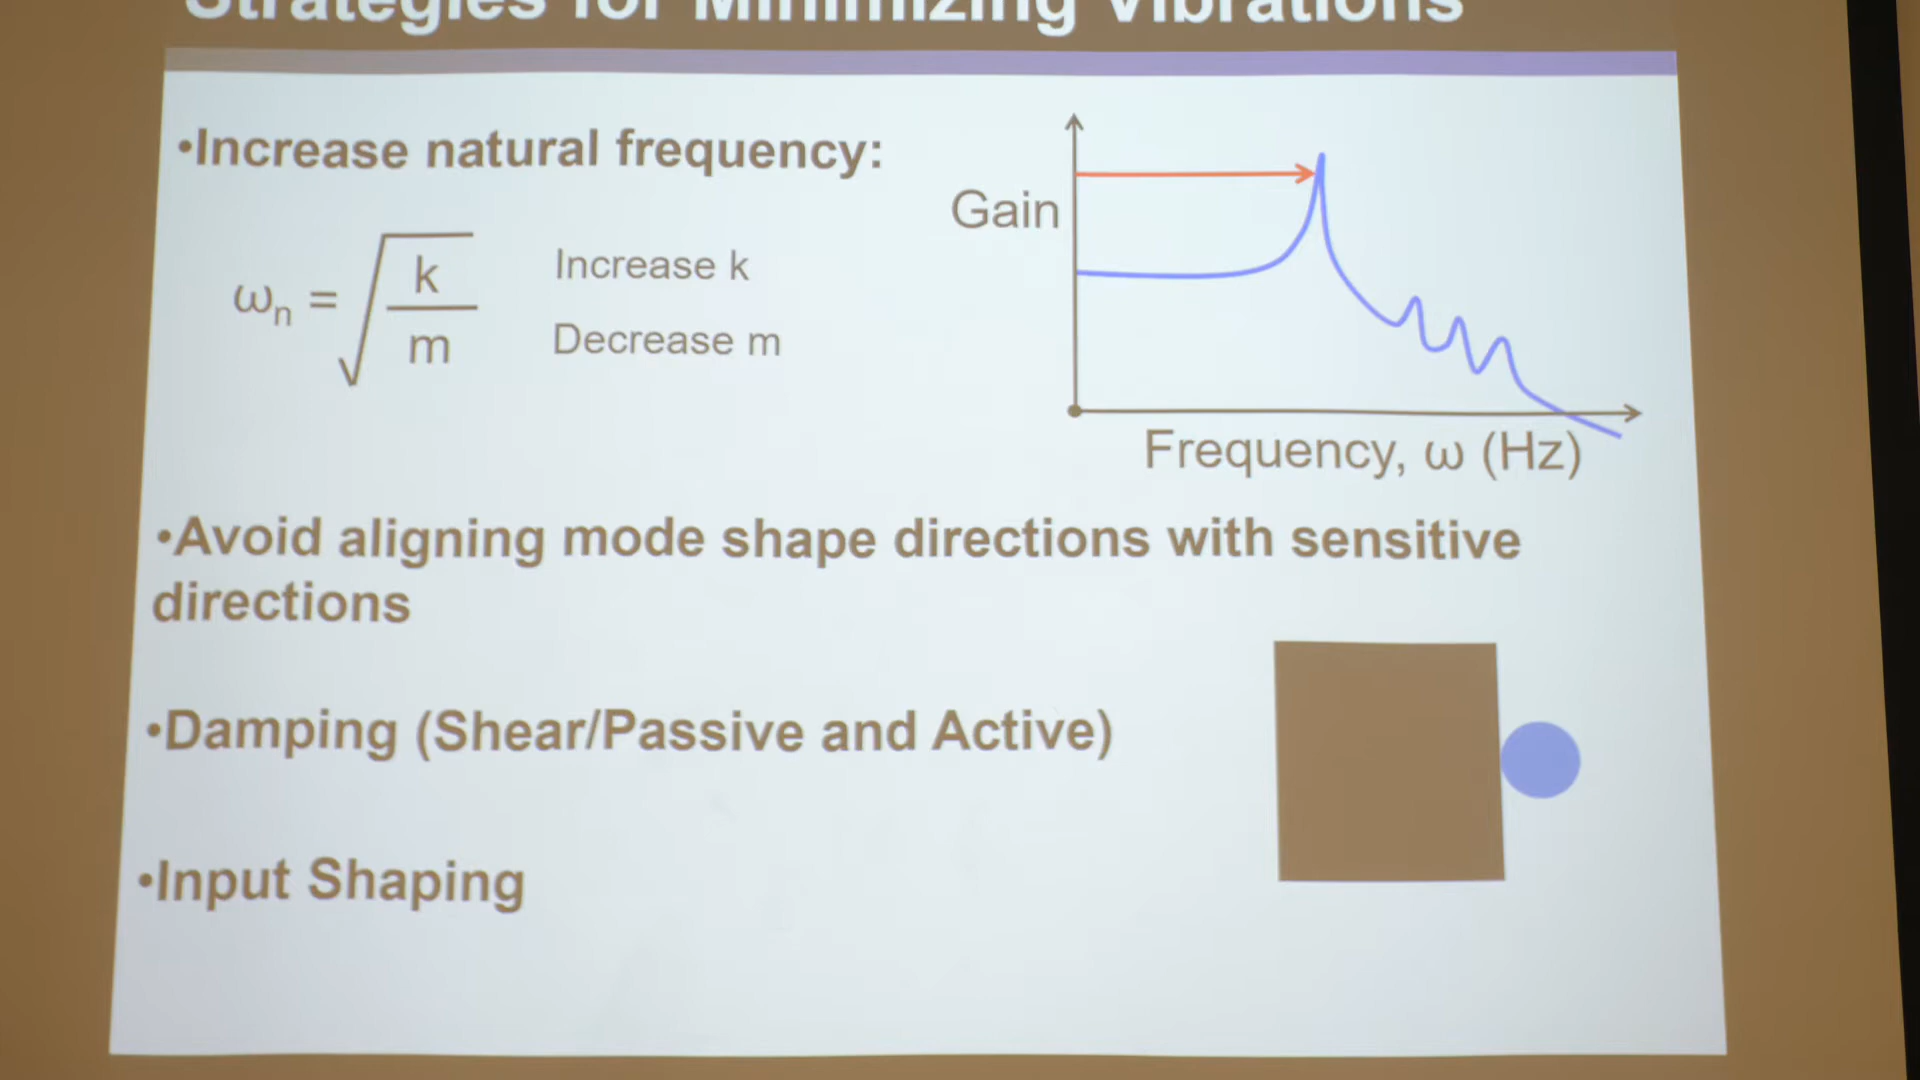 Strategies for Minimizing Vibrations
•Increase natural frequency:
ωn = √k/m
Increase k
Decrease m
Gain
Frequency, ω (Hz)
•Avoid aligning mode shape directions with sensitive
directions
•Damping (Shear/Passive and Active)
•Input Shaping